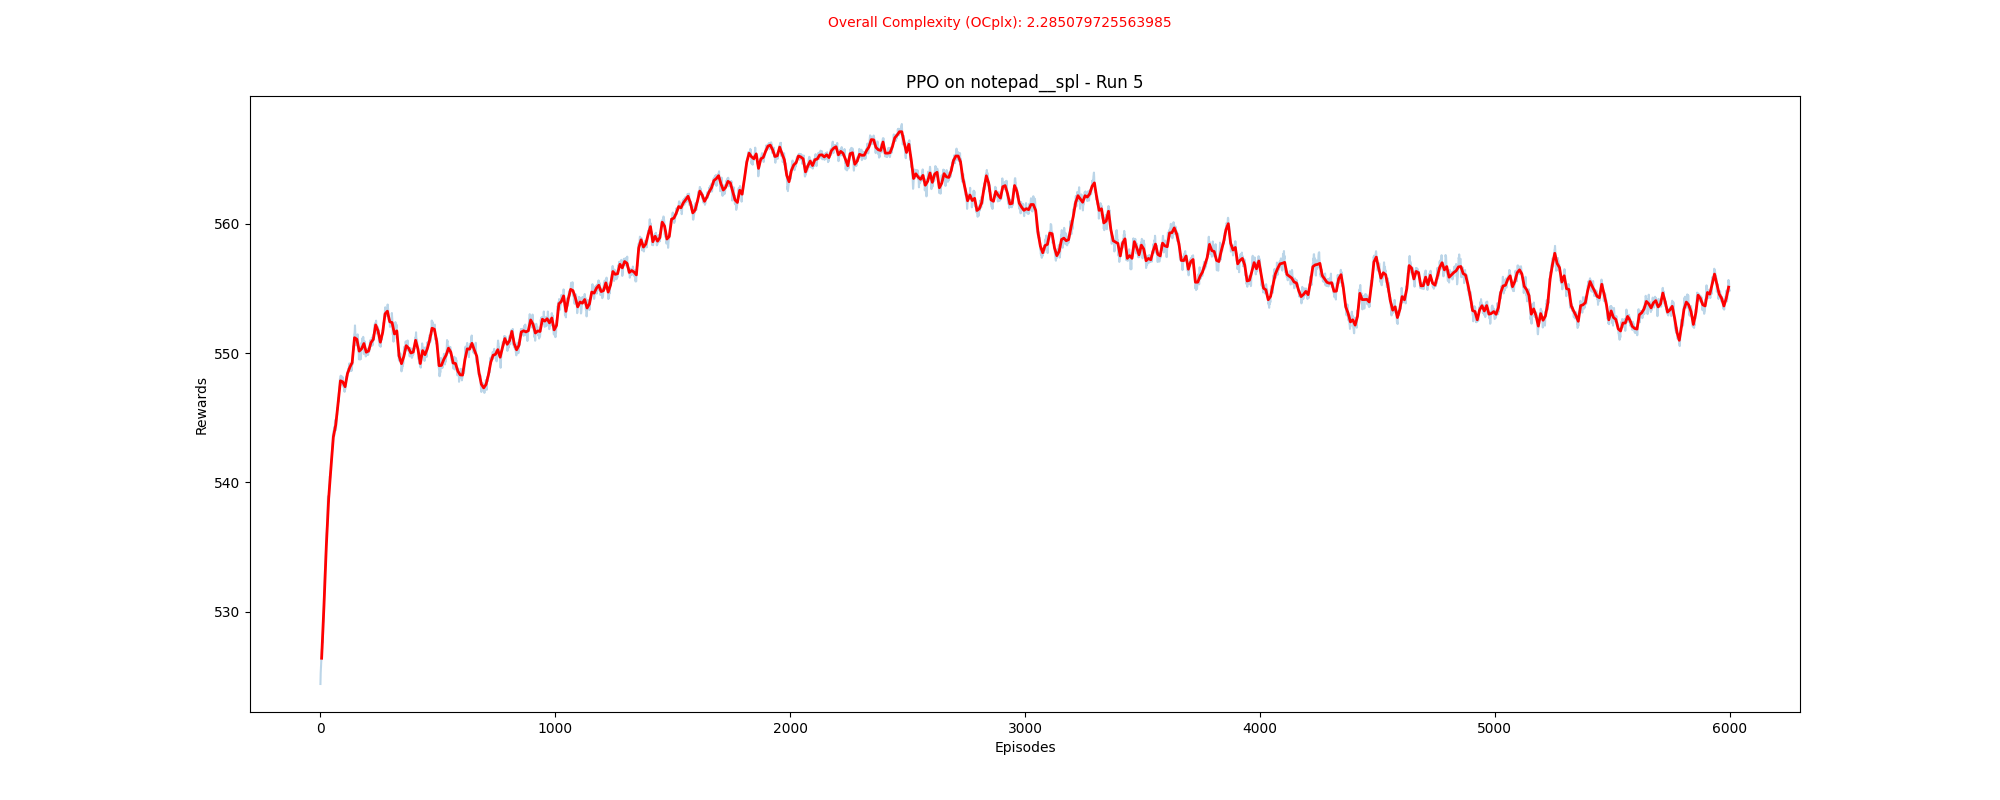 Overall Complexity (OCplx): 2.285079725563985
PPO on notepad__spl - Run 5
560
550
540
530
Rewards
0 1000 2000 3000 4000 5000 6000
Episodes